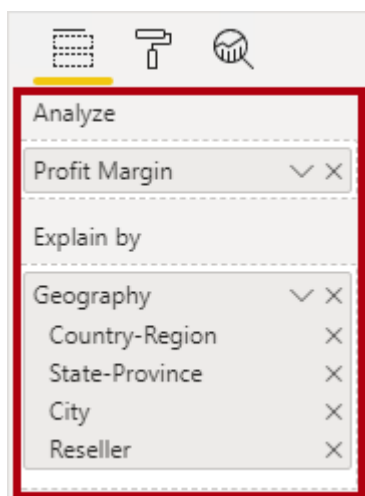 Analyze
Profit Margin
Explain by
Geography
Country-Region
State-Province
City
Reseller